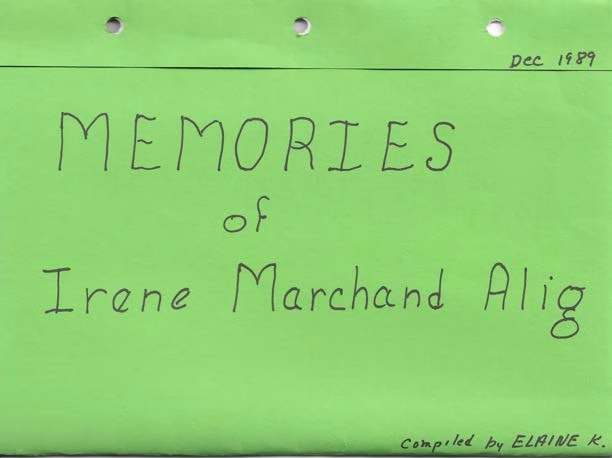 Dec 1989
MEMORIES
of
Irene Marchand Alig
Compiled by ELAINE K.